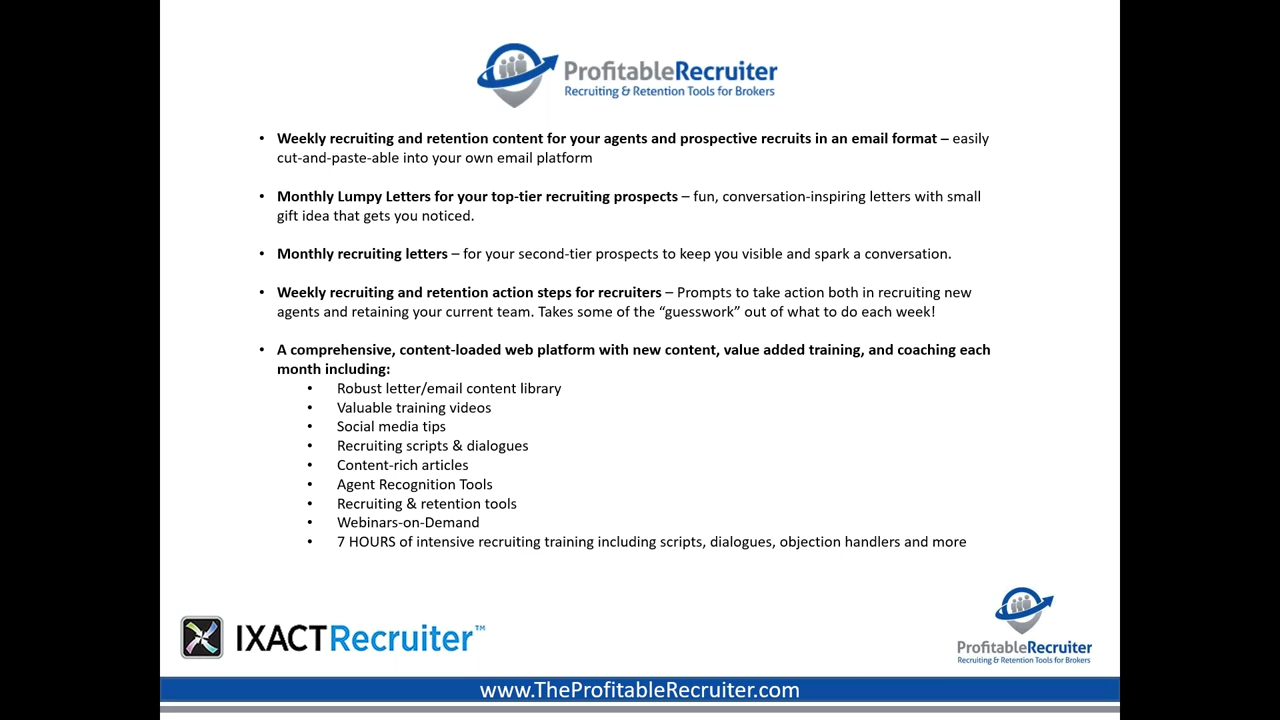 ProfitableRecruiter
Recruiting & Retention Tools for Brokers
• Weekly recruiting and retention content for your agents and prospective recruits in an email format – easily
cut-and-paste-able into your own email platform
• Monthly Lumpy Letters for your top-tier recruiting prospects – fun, conversation-inspiring letters with small
gift idea that gets you noticed.
• Monthly recruiting letters – for your second-tier prospects to keep you visible and spark a conversation.
• Weekly recruiting and retention action steps for recruiters – Prompts to take action both in recruiting new
agents and retaining your current team. Takes some of the “guesswork” out of what to do each week!
• A comprehensive, content-loaded web platform with new content, value added training, and coaching each
month including:
• Robust letter/email content library
• Valuable training videos
• Social media tips
• Recruiting scripts & dialogues
• Content-rich articles
• Agent Recognition Tools
• Recruiting & retention tools
• Webinars-on-Demand
• 7 HOURS of intensive recruiting training including scripts, dialogues, objection handlers and more
IXACTRecruiter™
ProfitableRecruiter
Recruiting & Retention Tools for Brokers
www.TheProfitableRecruiter.com